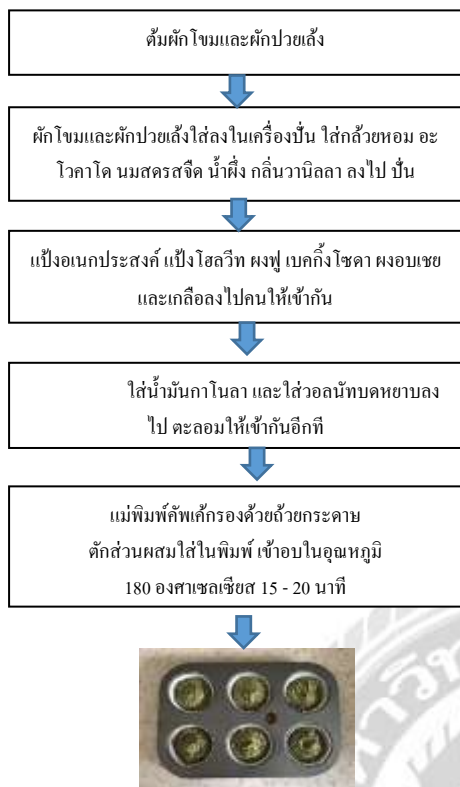 ต้มผักโขมและผักปวยเล้ง
ผักโขมและผักปวยเล้งใส่ลงในเครื่องปั่น ใส่กล้วยหอม อะ
โวคาโด นมสดรสจืด น้ำผึ้ง กลิ่นวานิลลา ลงไป ปั่น
แป้งอเนกประสงค์ แป้งโฮลวีท ผงฟู เบคกิ้งโซดา ผงอบเชย
และเกลือลงไปคนให้เข้ากัน
ใส่น้ำมันคาโนลา และใส่วอลนัทบดหยาบลง
ไป ตะลอมให้เข้ากันอีกที
แม่พิมพ์คัพเค้กรองด้วยถ้วยกระดาษ
ตักส่วนผสมใส่ในพิมพ์ เข้าอบในอุณหภูมิ
180 องศาเซลเซียส 15 - 20 นาที